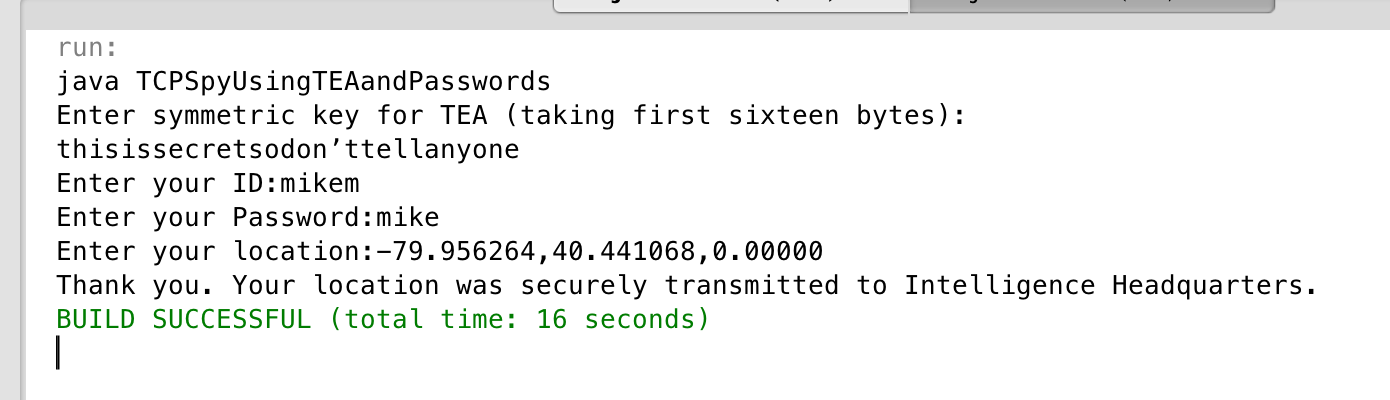 run:
java TCPSpyUsingTEAandPasswords
Enter symmetric key for TEA (taking first sixteen bytes):
thisissecretsodon’ttellanyone
Enter your ID:mikem
Enter your Password:mike
Enter your location:−79.956264,40.441068,0.00000
Thank you. Your location was securely transmitted to Intelligence Headquarters.
BUILD SUCCESSFUL (total time: 16 seconds)